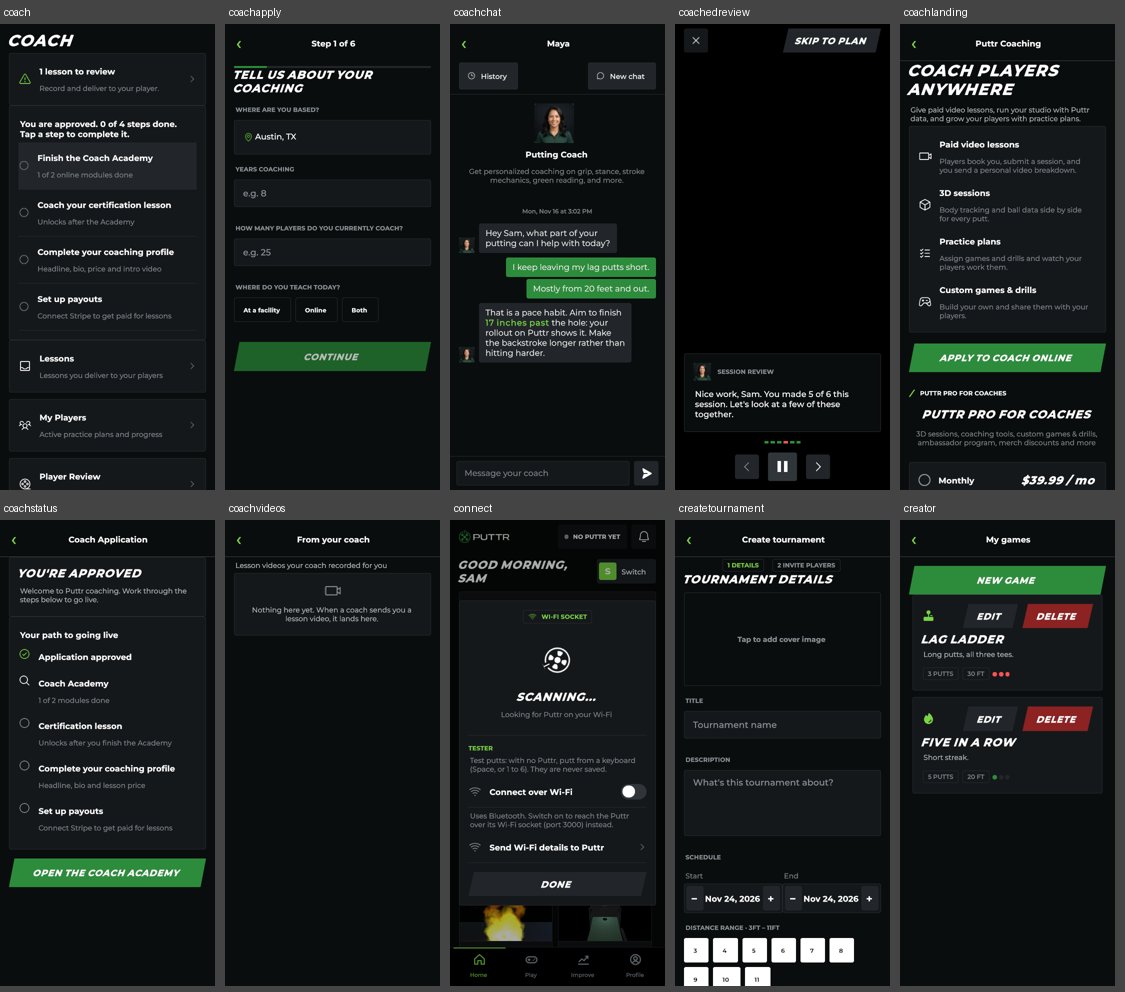 coach
COACH
1 lesson to review
Record and deliver to your player.
You are approved. 0 of 4 steps done.
Tap a step to complete it.
Finish the Coach Academy
1 of 2 online modules done
Coach your certification lesson
Unlocks after the Academy
Complete your coaching profile
Headline, bio, price and intro video
Set up payouts
Connect Stripe to get paid for lessons
Lessons
Lessons you deliver to your players
My Players
Active practice plans and progress
Player Review
coachapply
Step 1 of 6
TELL US ABOUT YOUR
COACHING
WHERE ARE YOU BASED?
Austin, TX
YEARS COACHING
e.g. 8
HOW MANY PLAYERS DO YOU CURRENTLY COACH?
e.g. 25
WHERE DO YOU TEACH TODAY?
At a facility
Online
Both
CONTINUE
coachchat
Maya
History
New chat
Putting Coach
Get personalized coaching on grip, stance, stroke
mechanics, green reading, and more.
Mon, Nov 16 at 3:02 PM
Hey Sam, what part of your
putting can I help with today?
I keep leaving my lag putts short.
Mostly from 20 feet and out.
That is a pace habit. Aim to finish
17 inches past the hole: your
rollout on Puttr shows it. Make
the backstroke longer rather than
hitting harder.
Message your coach
coachedreview
SKIP TO PLAN
SESSION REVIEW
Nice work, Sam. You made 5 of 6 this
session. Let's look at a few of these
together.
coachlanding
Puttr Coaching
COACH PLAYERS
ANYWHERE
Give paid video lessons, run your studio with Puttr
data, and grow your players with practice plans.
Paid video lessons
Players book you, submit a session, and
you send a personal video breakdown.
3D sessions
Body tracking and ball data side by side
for every putt.
Practice plans
Assign games and drills and watch your
players work them.
Custom games & drills
Build your own and share them with your
players.
APPLY TO COACH ONLINE
PUTTR PRO FOR COACHES
PUTTR PRO FOR COACHES
3D sessions, coaching tools, custom games & drills,
ambassador program, merch discounts and more
Monthly
$39.99 / mo
coachstatus
Coach Application
YOU'RE APPROVED
Welcome to Puttr coaching. Work through the
steps below to go live.
Your path to going live
Application approved
Coach Academy
1 of 2 modules done
Certification lesson
Unlocks after you finish the Academy
Complete your coaching profile
Headline, bio and lesson price
Set up payouts
Connect Stripe to get paid for lessons
OPEN THE COACH ACADEMY
coachvideos
From your coach
Lesson videos your coach recorded for you
Nothing here yet. When a coach sends you a
lesson video, it lands here.
connect
PUTTR
NO PUTTR YET
GOOD MORNING,
SAM
S
Switch
WI-FI SOCKET
SCANNING...
Looking for Puttr on your Wi-Fi
TESTER
Test putts: with no Puttr, putt from a keyboard
(Space, or 1 to 6). They are never saved.
Connect over Wi-Fi
Uses Bluetooth. Switch on to reach the Puttr
over its Wi-Fi socket (port 3000) instead.
Send Wi-Fi details to Puttr
DONE
Home
Play
Improve
Profile
createtournament
Create tournament
1 DETAILS
2 INVITE PLAYERS
TOURNAMENT DETAILS
Tap to add cover image
TITLE
Tournament name
DESCRIPTION
What's this tournament about?
SCHEDULE
Start
End
− Nov 24, 2026 +
− Nov 24, 2026 +
DISTANCE RANGE · 3FT – 11FT
3
4
5
6
7
8
9
10
11
creator
My games
NEW GAME
EDIT
DELETE
LAG LADDER
Long putts, all three tees.
3 PUTTS
30 FT
EDIT
DELETE
FIVE IN A ROW
Short streak.
5 PUTTS
20 FT